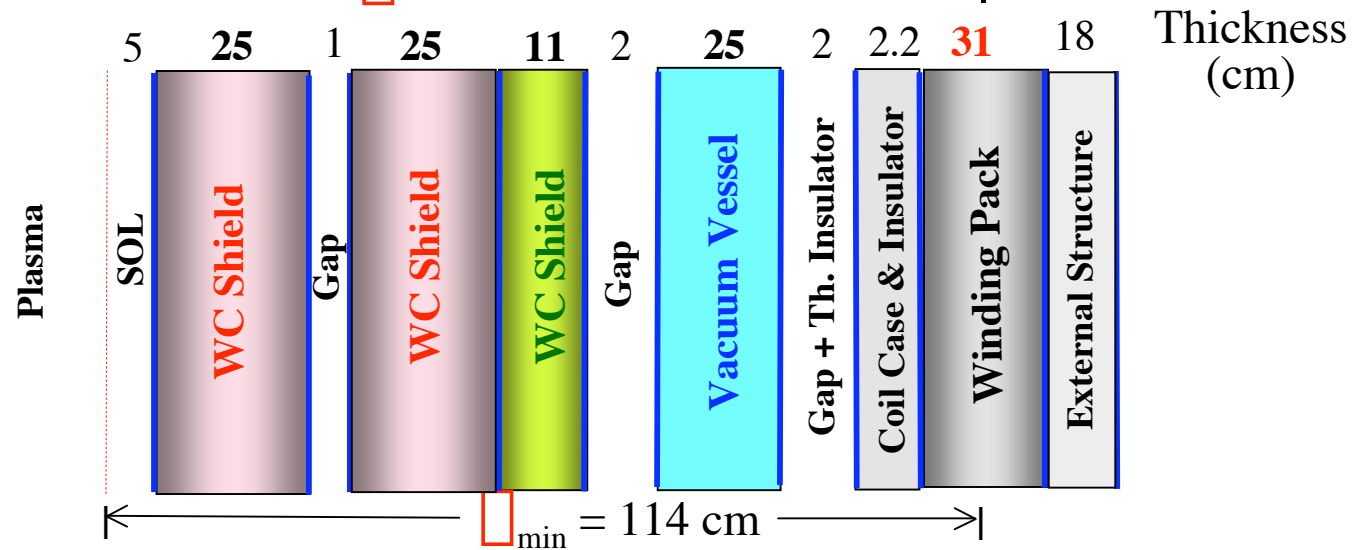 5 25 1 25 11 2 25 2 2.2 31 18 Thickness
(cm)
Plasma
SOL
WC Shield
Gap
WC Shield
WC Shield
Gap
Vacuum Vessel
Gap + Th. Insulator
Coil Case & Insulator
Winding Pack
External Structure
min = 114 cm